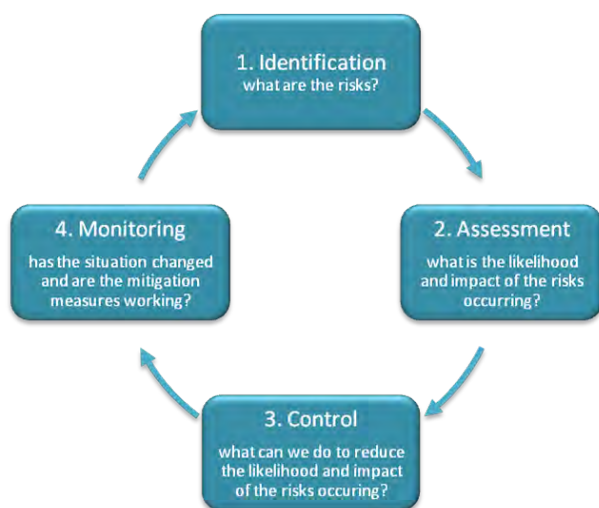 1. Identification
what are the risks?
2. Assessment
what is the likelihood
and impact of the risks
occurring?
3. Control
what can we do to reduce
the likelihood and impact
of the risks occuring?
4. Monitoring
has the situation changed
and are the mitigation
measures working?